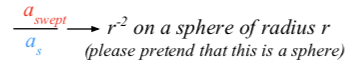 a_swept / a_s → r⁻² on a sphere of radius r
(please pretend that this is a sphere)